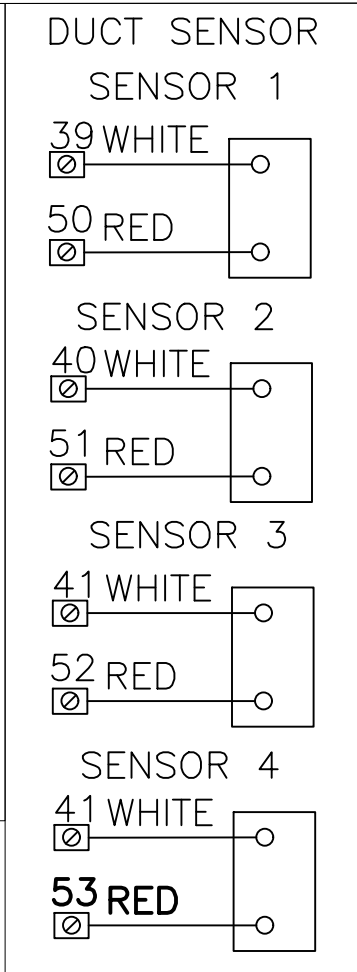 DUCT SENSOR
SENSOR 1
39 WHITE
50 RED
SENSOR 2
40 WHITE
51 RED
SENSOR 3
41 WHITE
52 RED
SENSOR 4
41 WHITE
53 RED